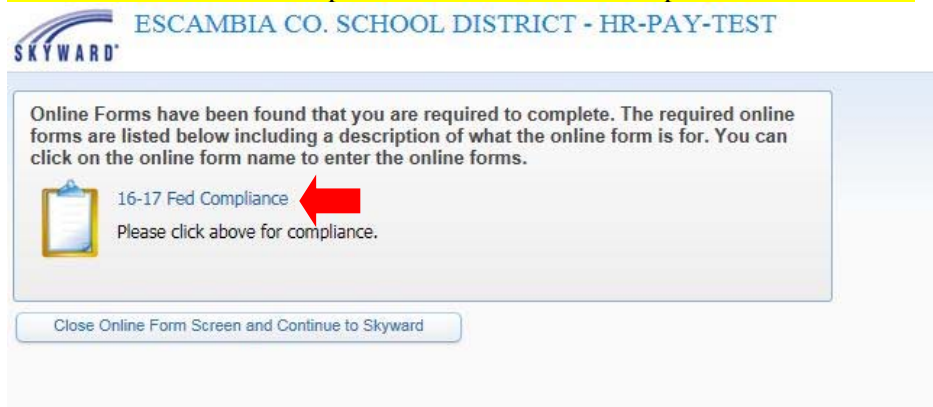 ESCAMBIA CO. SCHOOL DISTRICT - HR-PAY-TEST
SKYWARD
Online Forms have been found that you are required to complete. The required online
forms are listed below including a description of what the online form is for. You can
click on the online form name to enter the online forms.
16-17 Fed Compliance
Please click above for compliance.
Close Online Form Screen and Continue to Skyward